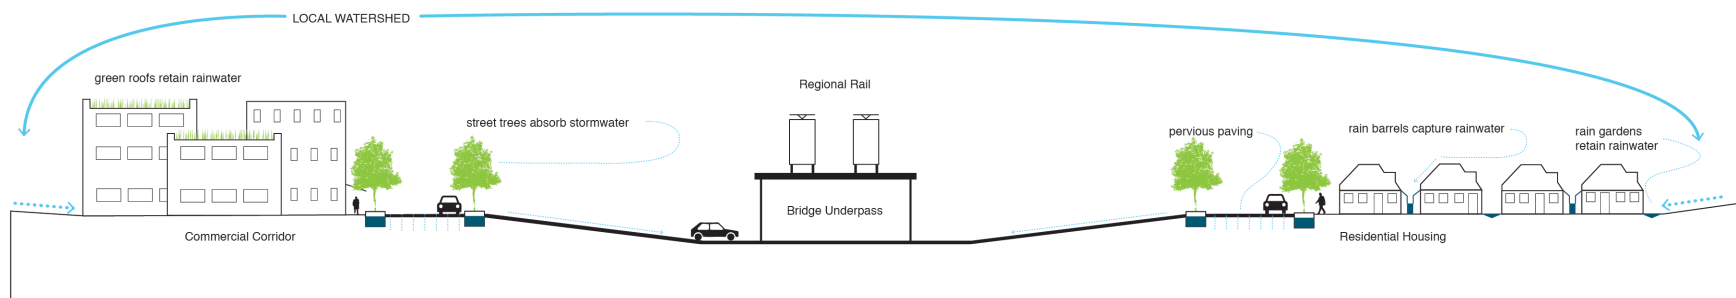 LOCAL WATERSHED
green roofs retain rainwater
Regional Rail
street trees absorb stormwater
pervious paving
rain barrels capture rainwater
rain gardens
retain rainwater
Bridge Underpass
Commercial Corridor
Residential Housing